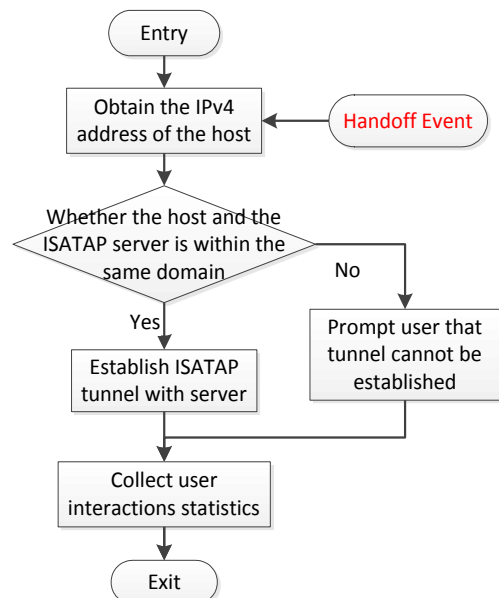 Entry
Obtain the IPv4
address of the host
Handoff Event
Whether the host and the
ISATAP server is within the
same domain
No
Yes
Prompt user that
tunnel cannot be
established
Establish ISATAP
tunnel with server
Collect user
interactions statistics
Exit